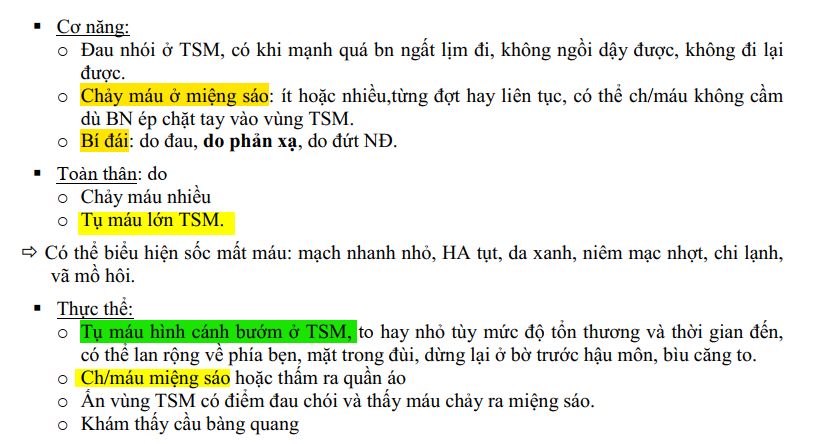 ▪ Cơ năng:
o Đau nhói ở TSM, có khi mạnh quá bn ngất lịm đi, không ngồi dậy được, không đi lại
được.
o Chảy máu ở miệng sáo: ít hoặc nhiều,từng đợt hay liên tục, có thể ch/máu không cầm
dù BN ép chặt tay vào vùng TSM.
o Bí đái: do đau, do phản xạ, do đứt NĐ.
▪ Toàn thân: do
o Chảy máu nhiều
o Tụ máu lớn TSM.
⇨ Có thể biểu hiện sốc mất máu: mạch nhanh nhỏ, HA tụt, da xanh, niêm mạc nhợt, chi lạnh,
vã mồ hôi.
▪ Thực thể:
o Tụ máu hình cánh bướm ở TSM, to hay nhỏ tùy mức độ tổn thương và thời gian đến,
có thể lan rộng về phía bẹn, mặt trong đùi, dừng lại ở bờ trước hậu môn, bìu căng to.
o Ch/máu miệng sáo hoặc thấm ra quần áo
o Ấn vùng TSM có điểm đau chói và thấy máu chảy ra miệng sáo.
o Khám thấy cầu bàng quang